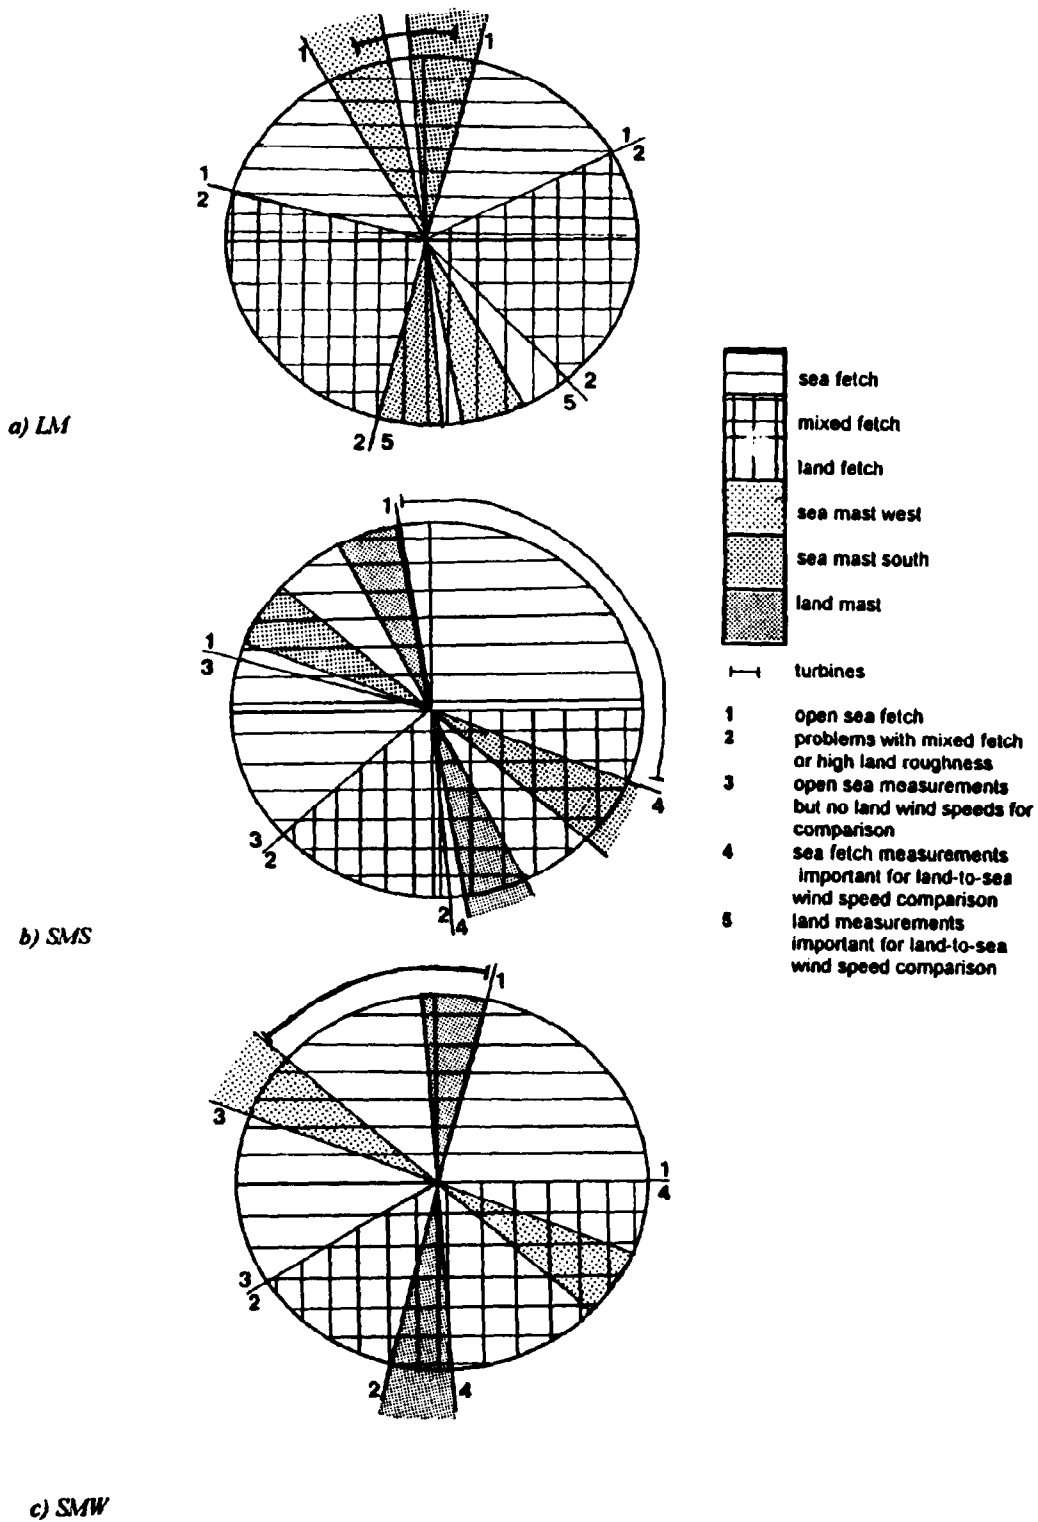 1
1
1
2
1
2
2
5
2/5
a) LM
sea fetch
mixed fetch
land fetch
sea mast west
sea mast south
land mast
turbines
1 open sea fetch
2 problems with mixed fetch
or high land roughness
3 open sea measurements
but no land wind speeds for
comparison
4 sea fetch measurements
important for land-to-sea
wind speed comparison
5 land measurements
important for land-to-sea
wind speed comparison
1
1
3
4
3
2
2/4
b) SMS
1
3
1
4
3
2
2
4
c) SMW